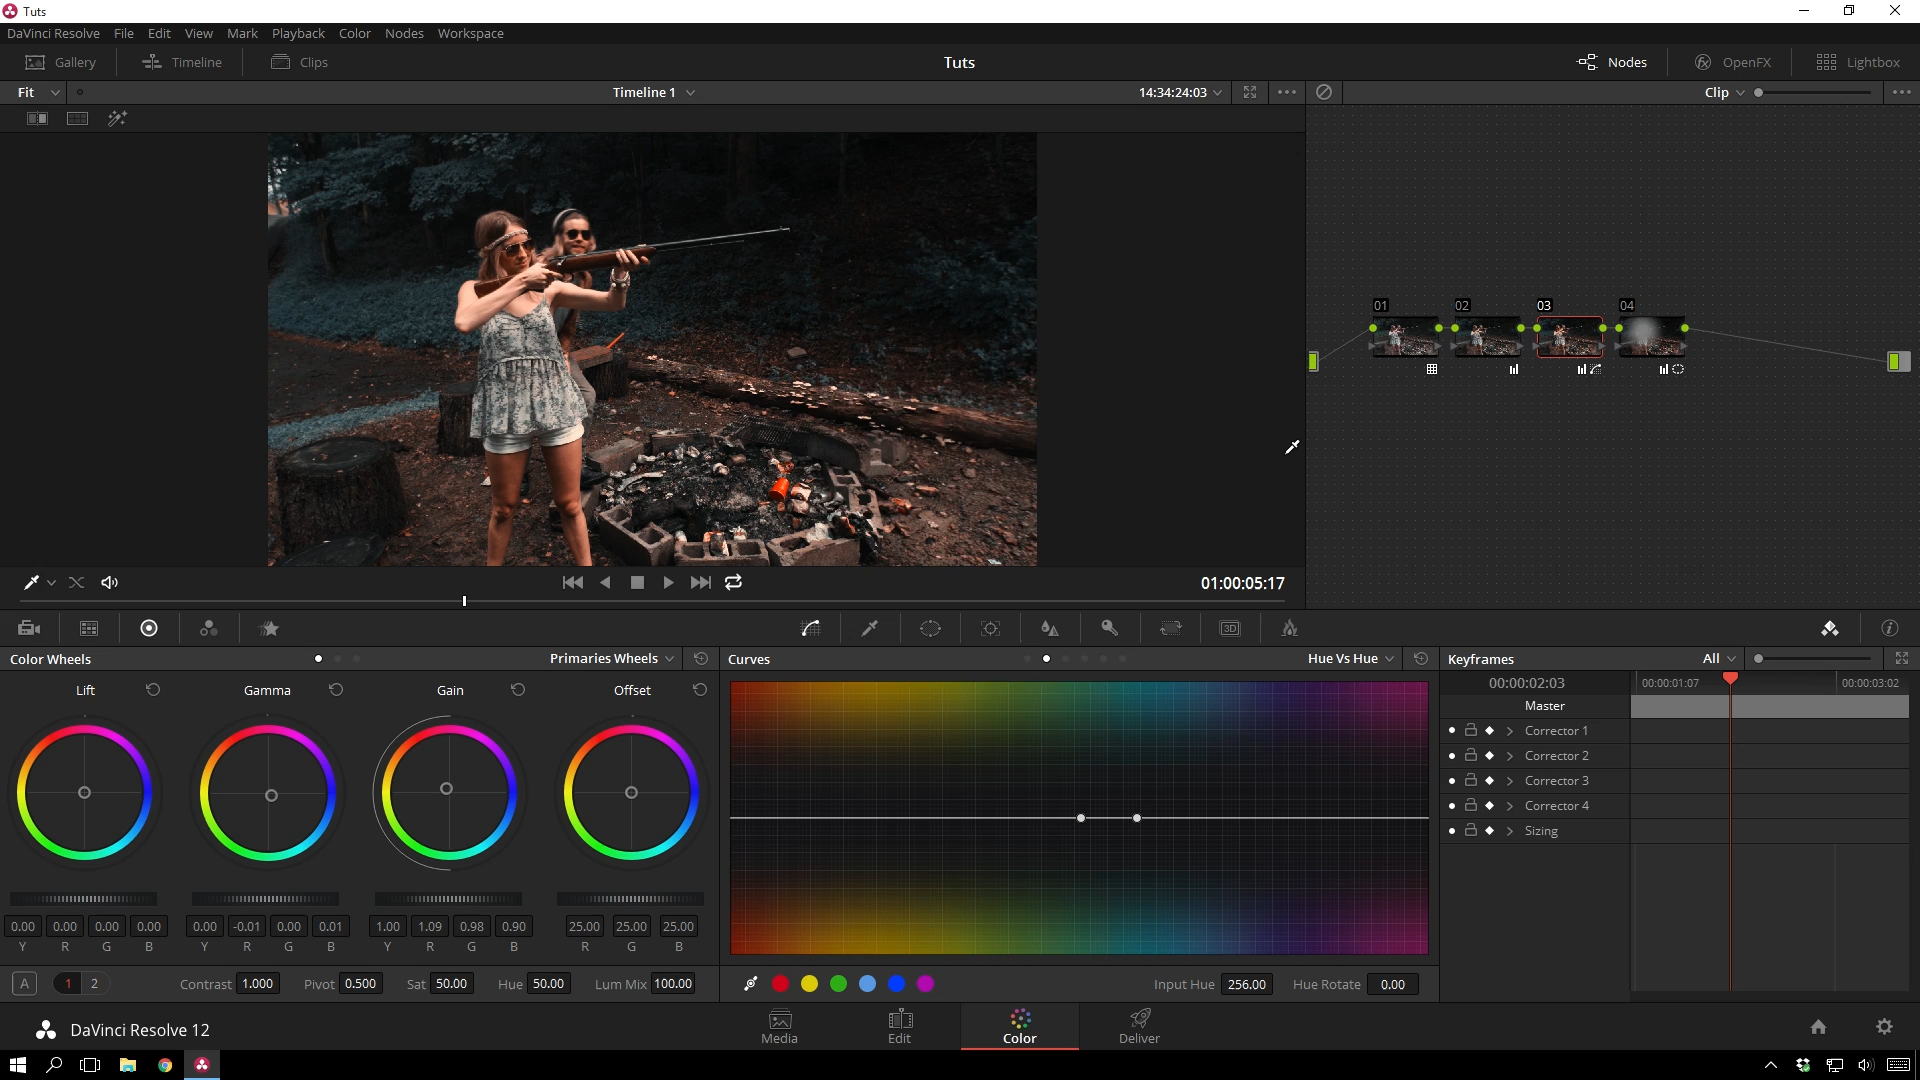 Tuts
DaVinci Resolve File Edit View Mark Playback Color Nodes Workspace
Gallery Timeline Clips Tuts Nodes OpenFX Lightbox
Fit Timeline 1 14:34:24:03 Clip
01 02 03 04
01:00:05:17
3D
Color Wheels Primaries Wheels Curves Hue Vs Hue Keyframes All
Lift Gamma Gain Offset
00:00:02:03 00:00:01:07 00:00:03:02
Master
Corrector 1
Corrector 2
Corrector 3
Corrector 4
Sizing
0.00 0.00 0.00 0.00 0.00 -0.01 0.00 0.01 1.00 1.09 0.98 0.90 25.00 25.00 25.00
Y R G B Y R G B Y R G B R G B
A 1 2 Contrast 1.000 Pivot 0.500 Sat 50.00 Hue 50.00 Lum Mix 100.00 Input Hue 256.00 Hue Rotate 0.00
DaVinci Resolve 12 Media Edit Color Deliver